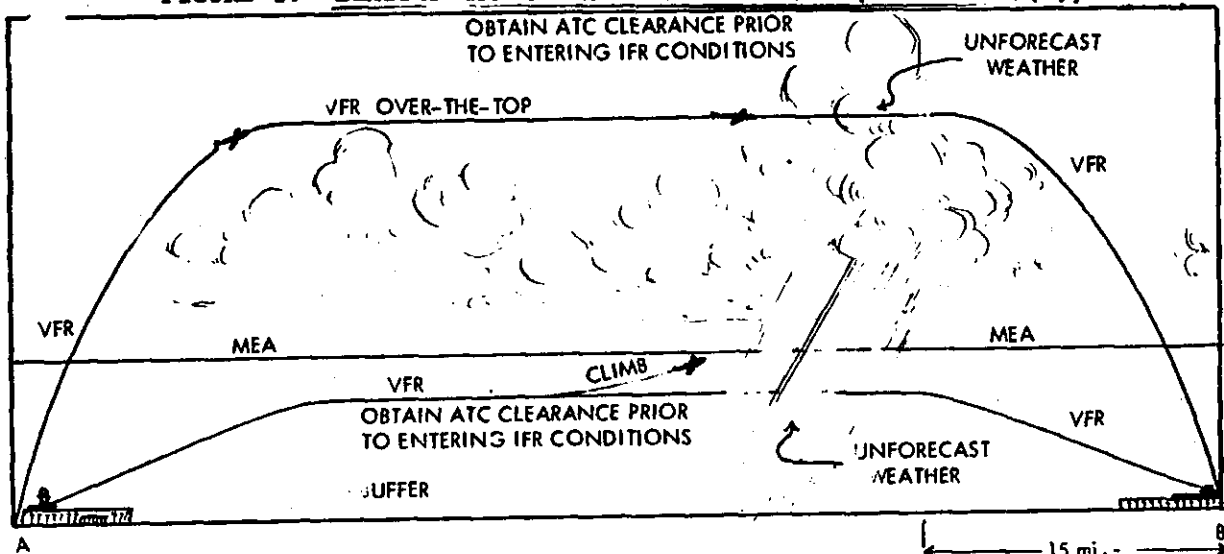 OBTAIN ATC CLEARANCE PRIOR
TO ENTERING IFR CONDITIONS
UNFORECAST
WEATHER
VFR OVER-THE-TOP
VFR
VFR
MEA
MEA
CLIMB
VFR
OBTAIN ATC CLEARANCE PRIOR
TO ENTERING IFR CONDITIONS
VFR
UNFORECAST
WEATHER
BUFFER
A
B
15 mi.